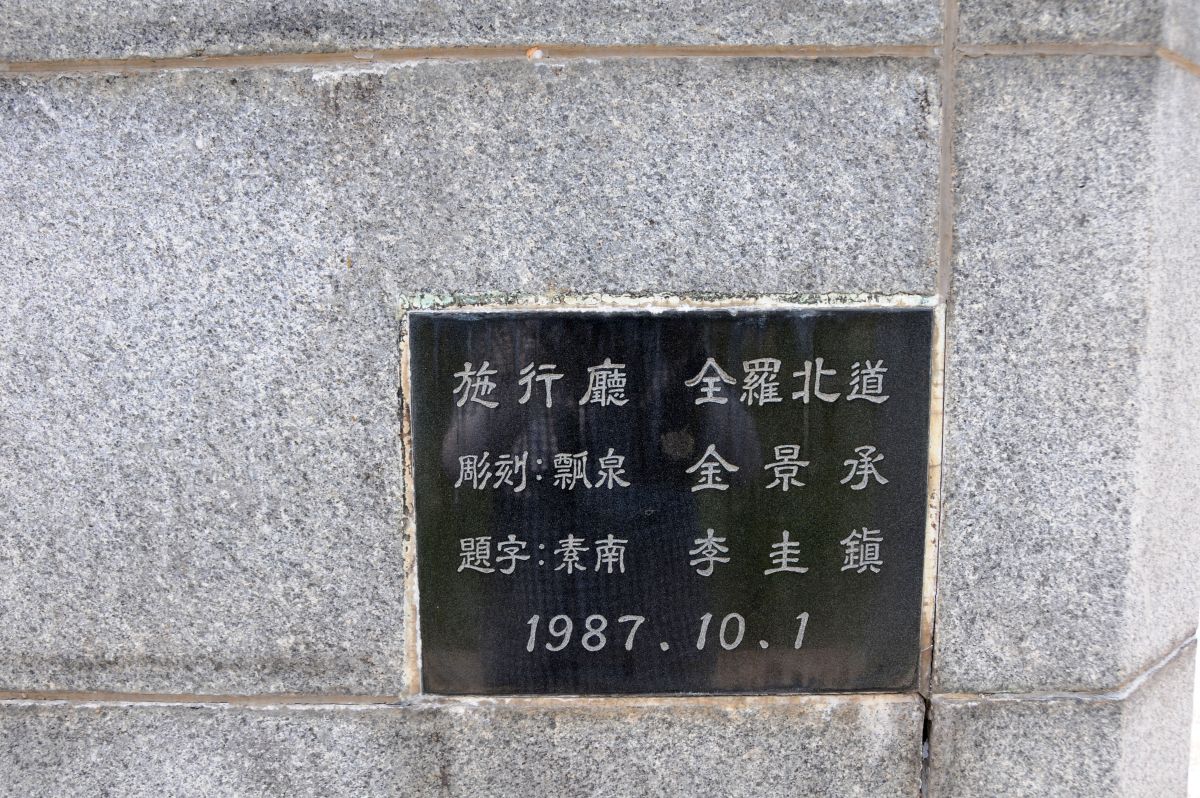 施行廳 全羅北道
彫刻:瓢泉 金景承
題字:素南 李圭鎭
1987.10.1